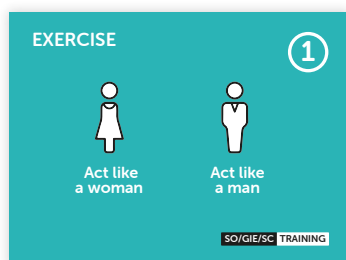 EXERCISE
1
Act like
a woman
Act like
a man
SO/GIE/SC TRAINING